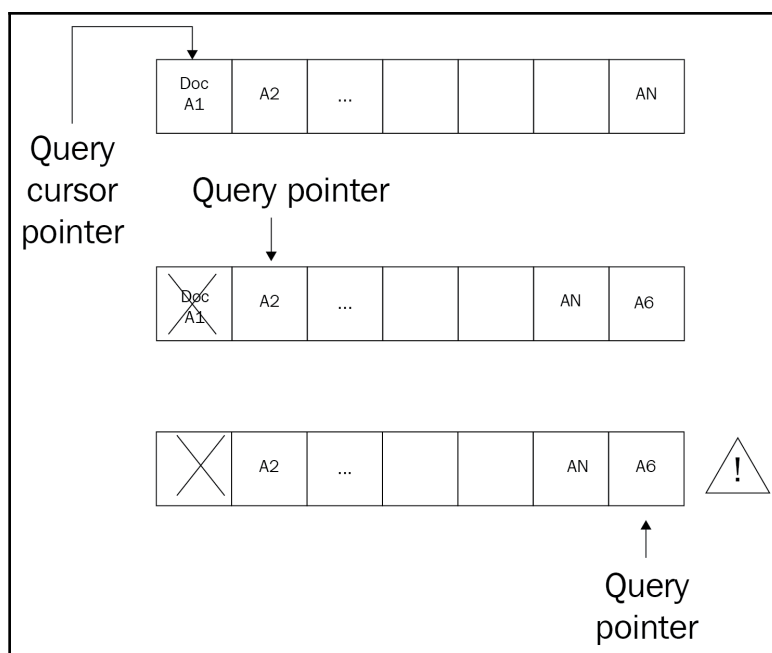 Doc
A1
A2
...
AN
Query
cursor
pointer
Query pointer
Doc
A1
A2
...
AN
A6
A2
...
AN
A6
!
Query
pointer